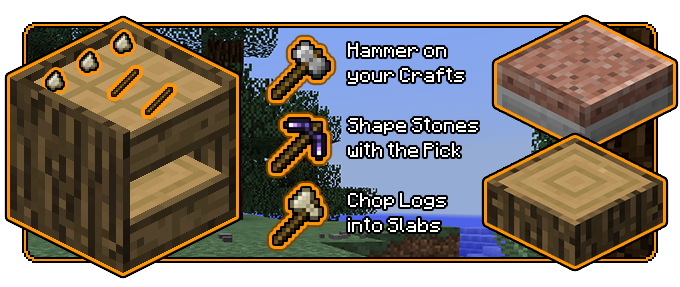 Hammer on
your Crafts
Shape Stones
with the Pick
Chop Logs
into Slabs